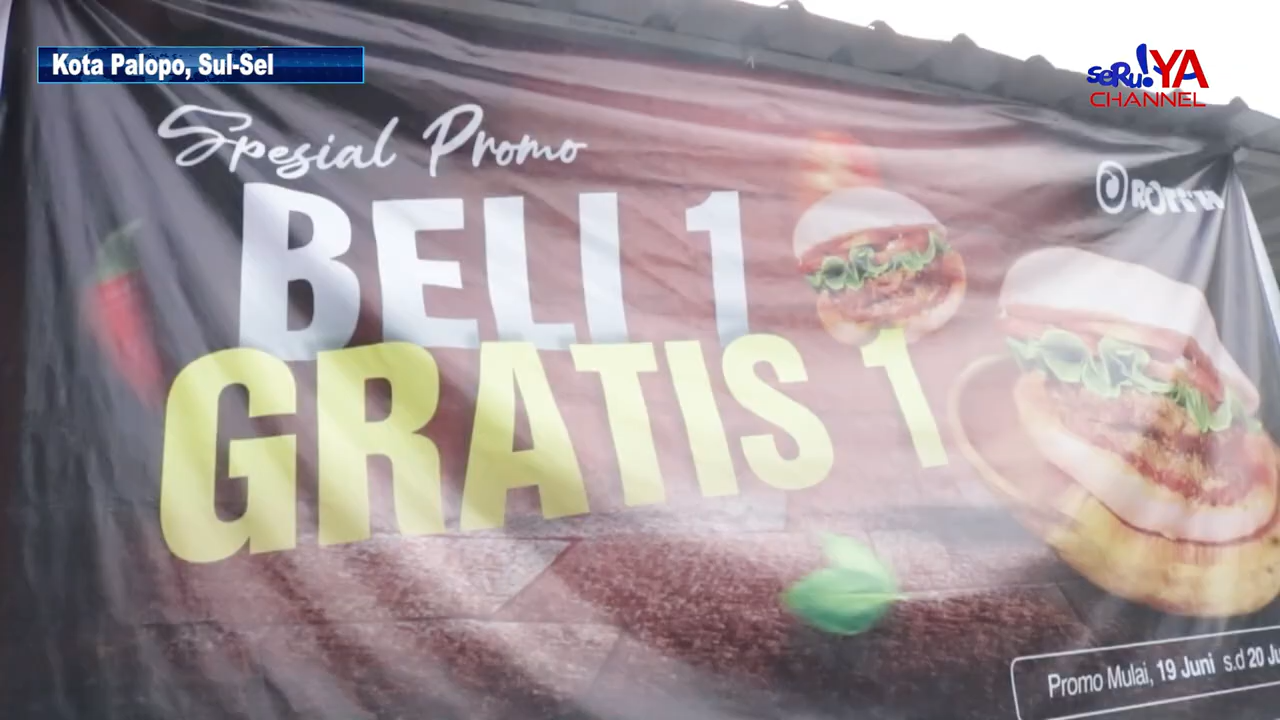 Kota Palopo, Sul-Sel
seRu!YA
CHANNEL
Spesial Promo
BELI 1
GRATIS 1
Promo Mulai, 19 Juni s.d 20